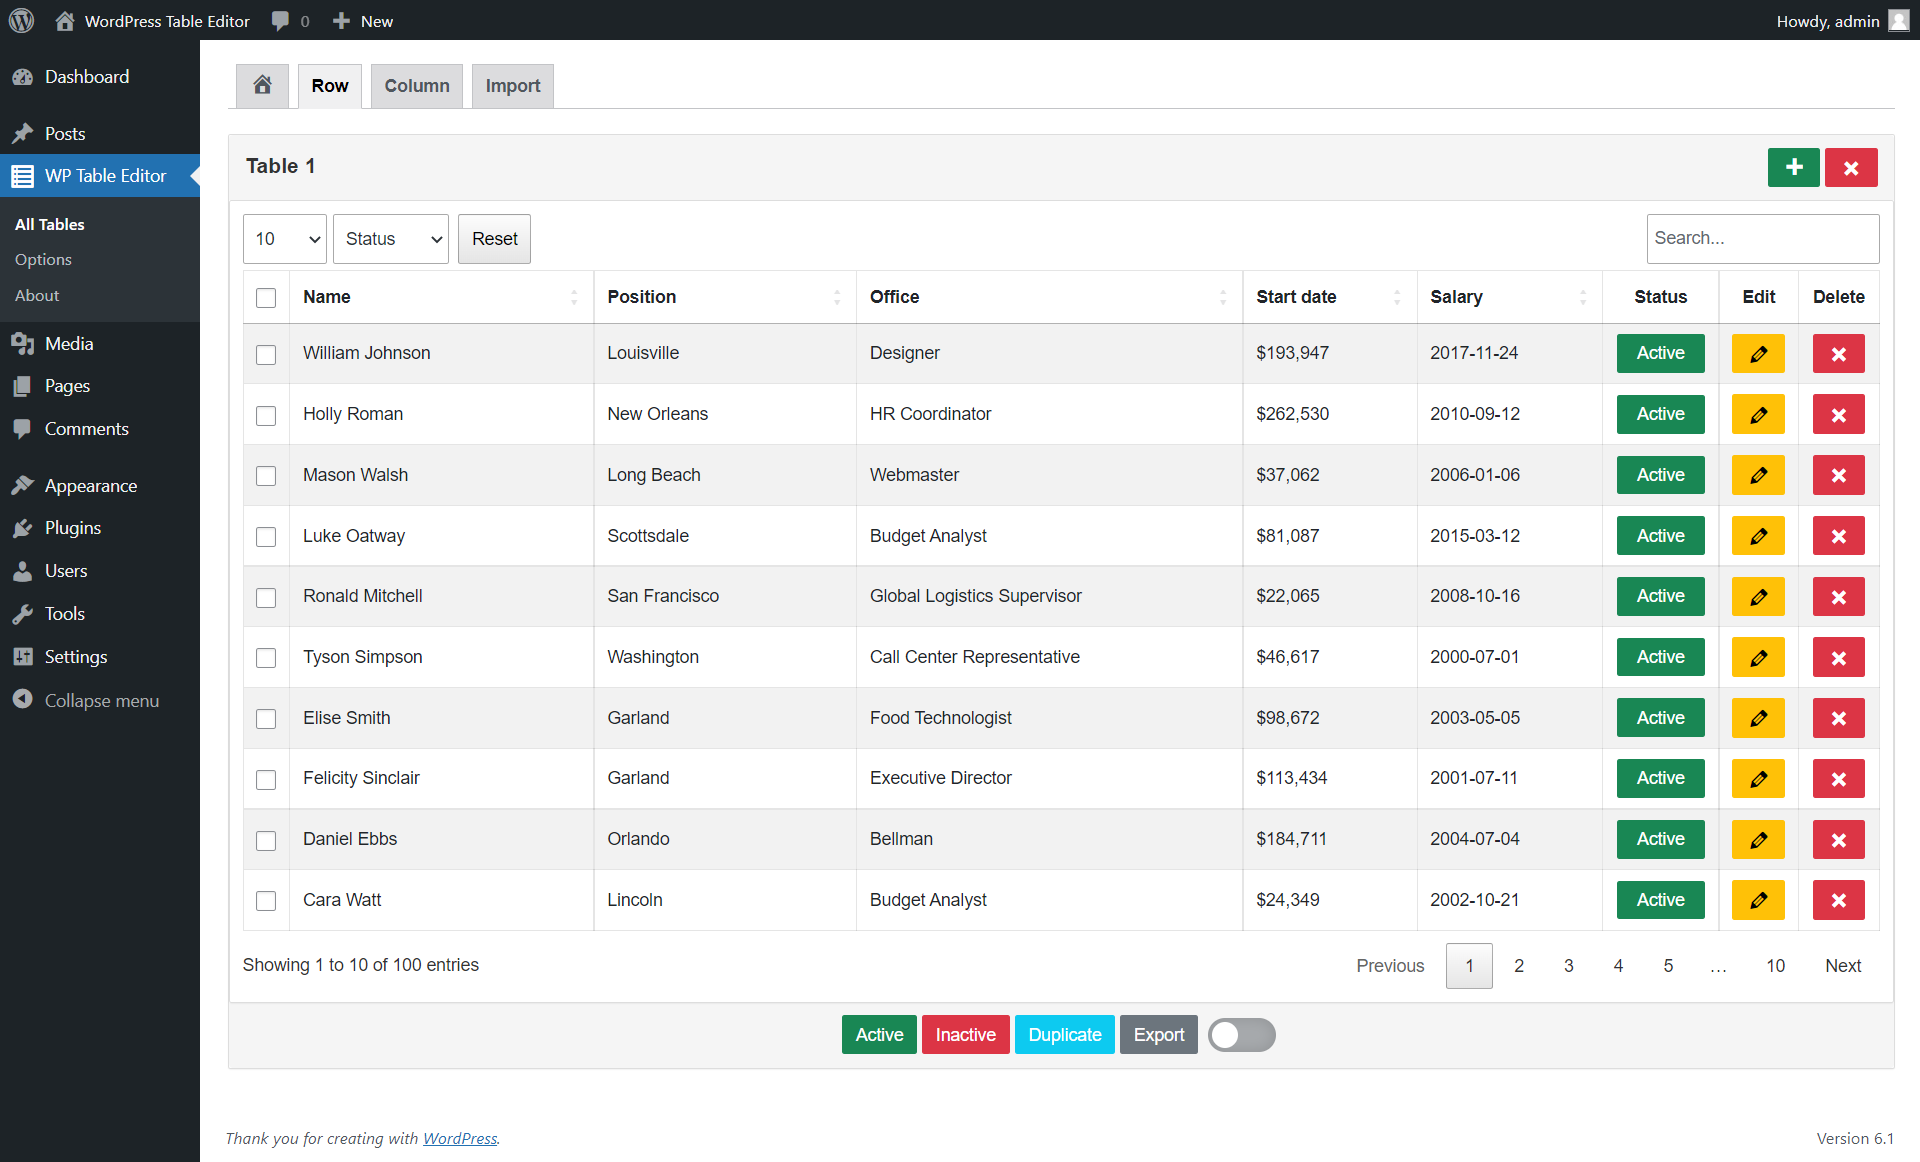 WordPress Table Editor 0 New Howdy, admin
Dashboard
Posts
WP Table Editor
All Tables
Options
About
Media
Pages
Comments
Appearance
Plugins
Users
Tools
Settings
Collapse menu
Row Column Import
Table 1
10 Status Reset Search...
Name Position Office Start date Salary Status Edit Delete
William Johnson Louisville Designer $193,947 2017-11-24 Active
Holly Roman New Orleans HR Coordinator $262,530 2010-09-12 Active
Mason Walsh Long Beach Webmaster $37,062 2006-01-06 Active
Luke Oatway Scottsdale Budget Analyst $81,087 2015-03-12 Active
Ronald Mitchell San Francisco Global Logistics Supervisor $22,065 2008-10-16 Active
Tyson Simpson Washington Call Center Representative $46,617 2000-07-01 Active
Elise Smith Garland Food Technologist $98,672 2003-05-05 Active
Felicity Sinclair Garland Executive Director $113,434 2001-07-11 Active
Daniel Ebbs Orlando Bellman $184,711 2004-07-04 Active
Cara Watt Lincoln Budget Analyst $24,349 2002-10-21 Active
Showing 1 to 10 of 100 entries Previous 1 2 3 4 5 … 10 Next
Active Inactive Duplicate Export
Thank you for creating with WordPress. Version 6.1